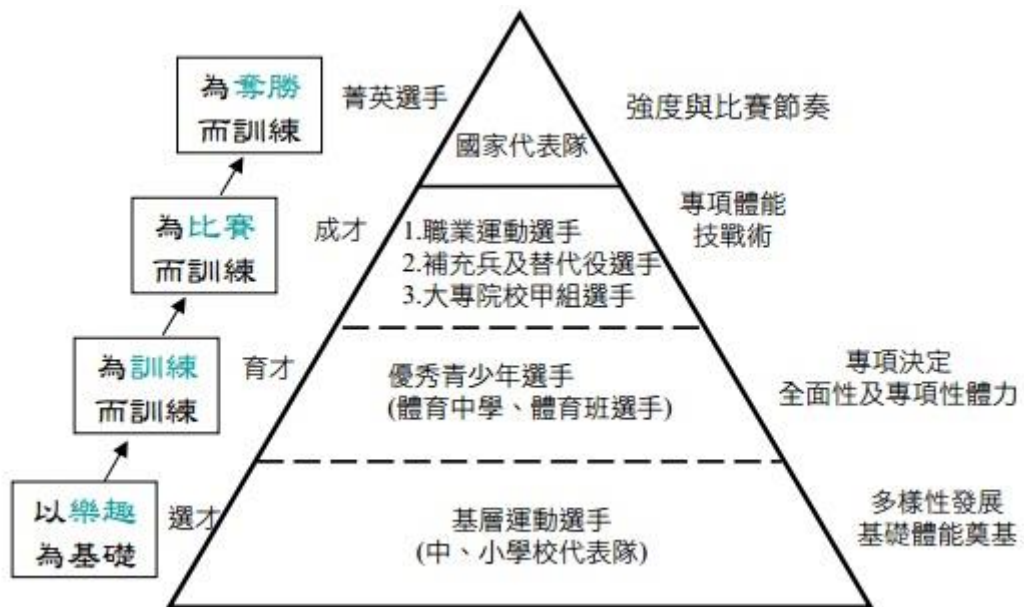 為奪勝
而訓練
菁英選手
國家代表隊
強度與比賽節奏
為比賽
而訓練
成才
1.職業運動選手
2.補充兵及替代役選手
3.大專院校甲組選手
專項體能
技戰術
為訓練
而訓練
育才
優秀青少年選手
(體育中學、體育班選手)
專項決定
全面性及專項性體力
以樂趣
為基礎
選才
基層運動選手
(中、小學校代表隊)
多樣性發展
基礎體能奠基